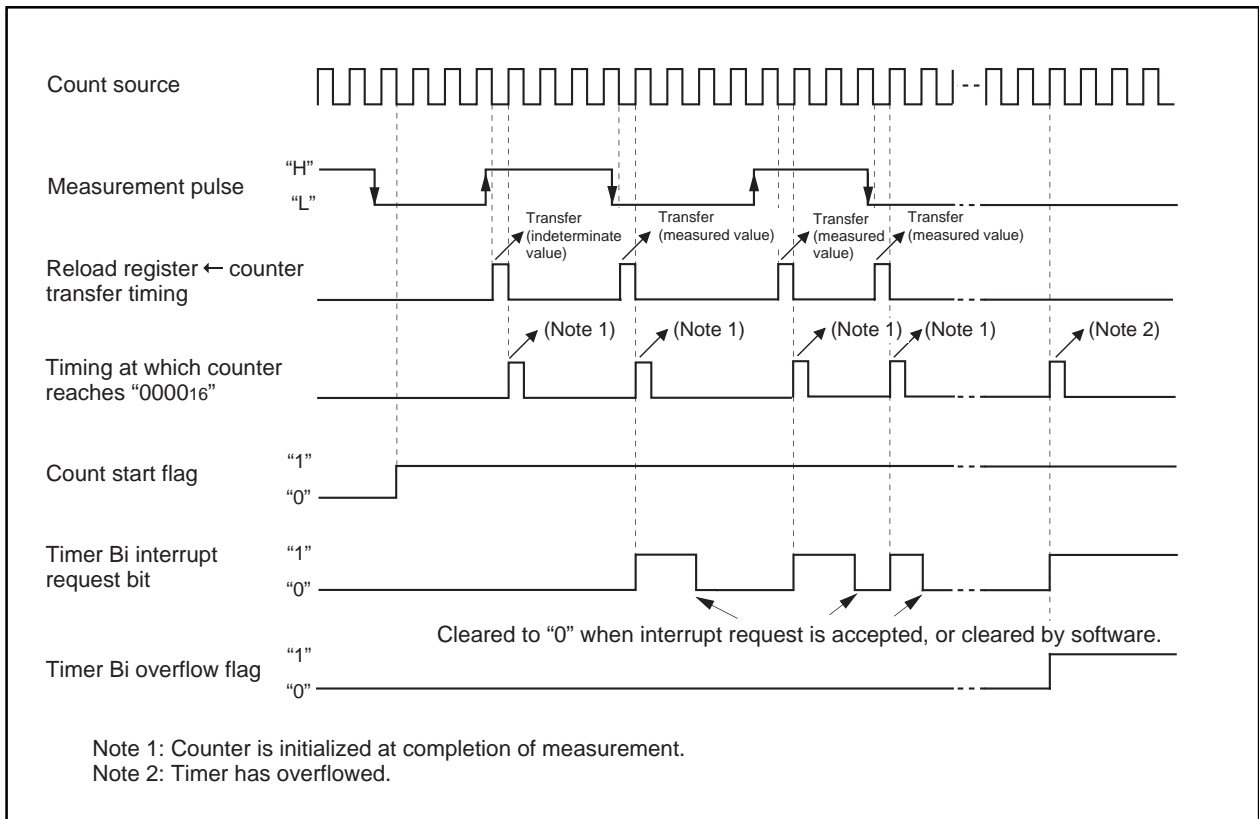 Count source
“H”
Measurement pulse
“L”
Transfer
(indeterminate
value)
Transfer
(measured value)
Transfer
(measured
value)
Transfer
(measured value)
Reload register ← counter
transfer timing
(Note 1)
(Note 1)
(Note 1)
(Note 1)
(Note 2)
Timing at which counter
reaches “000016”
Count start flag
“1”
“0”
Timer Bi interrupt
request bit
“1”
“0”
Cleared to “0” when interrupt request is accepted, or cleared by software.
Timer Bi overflow flag
“1”
“0”
Note 1: Counter is initialized at completion of measurement.
Note 2: Timer has overflowed.